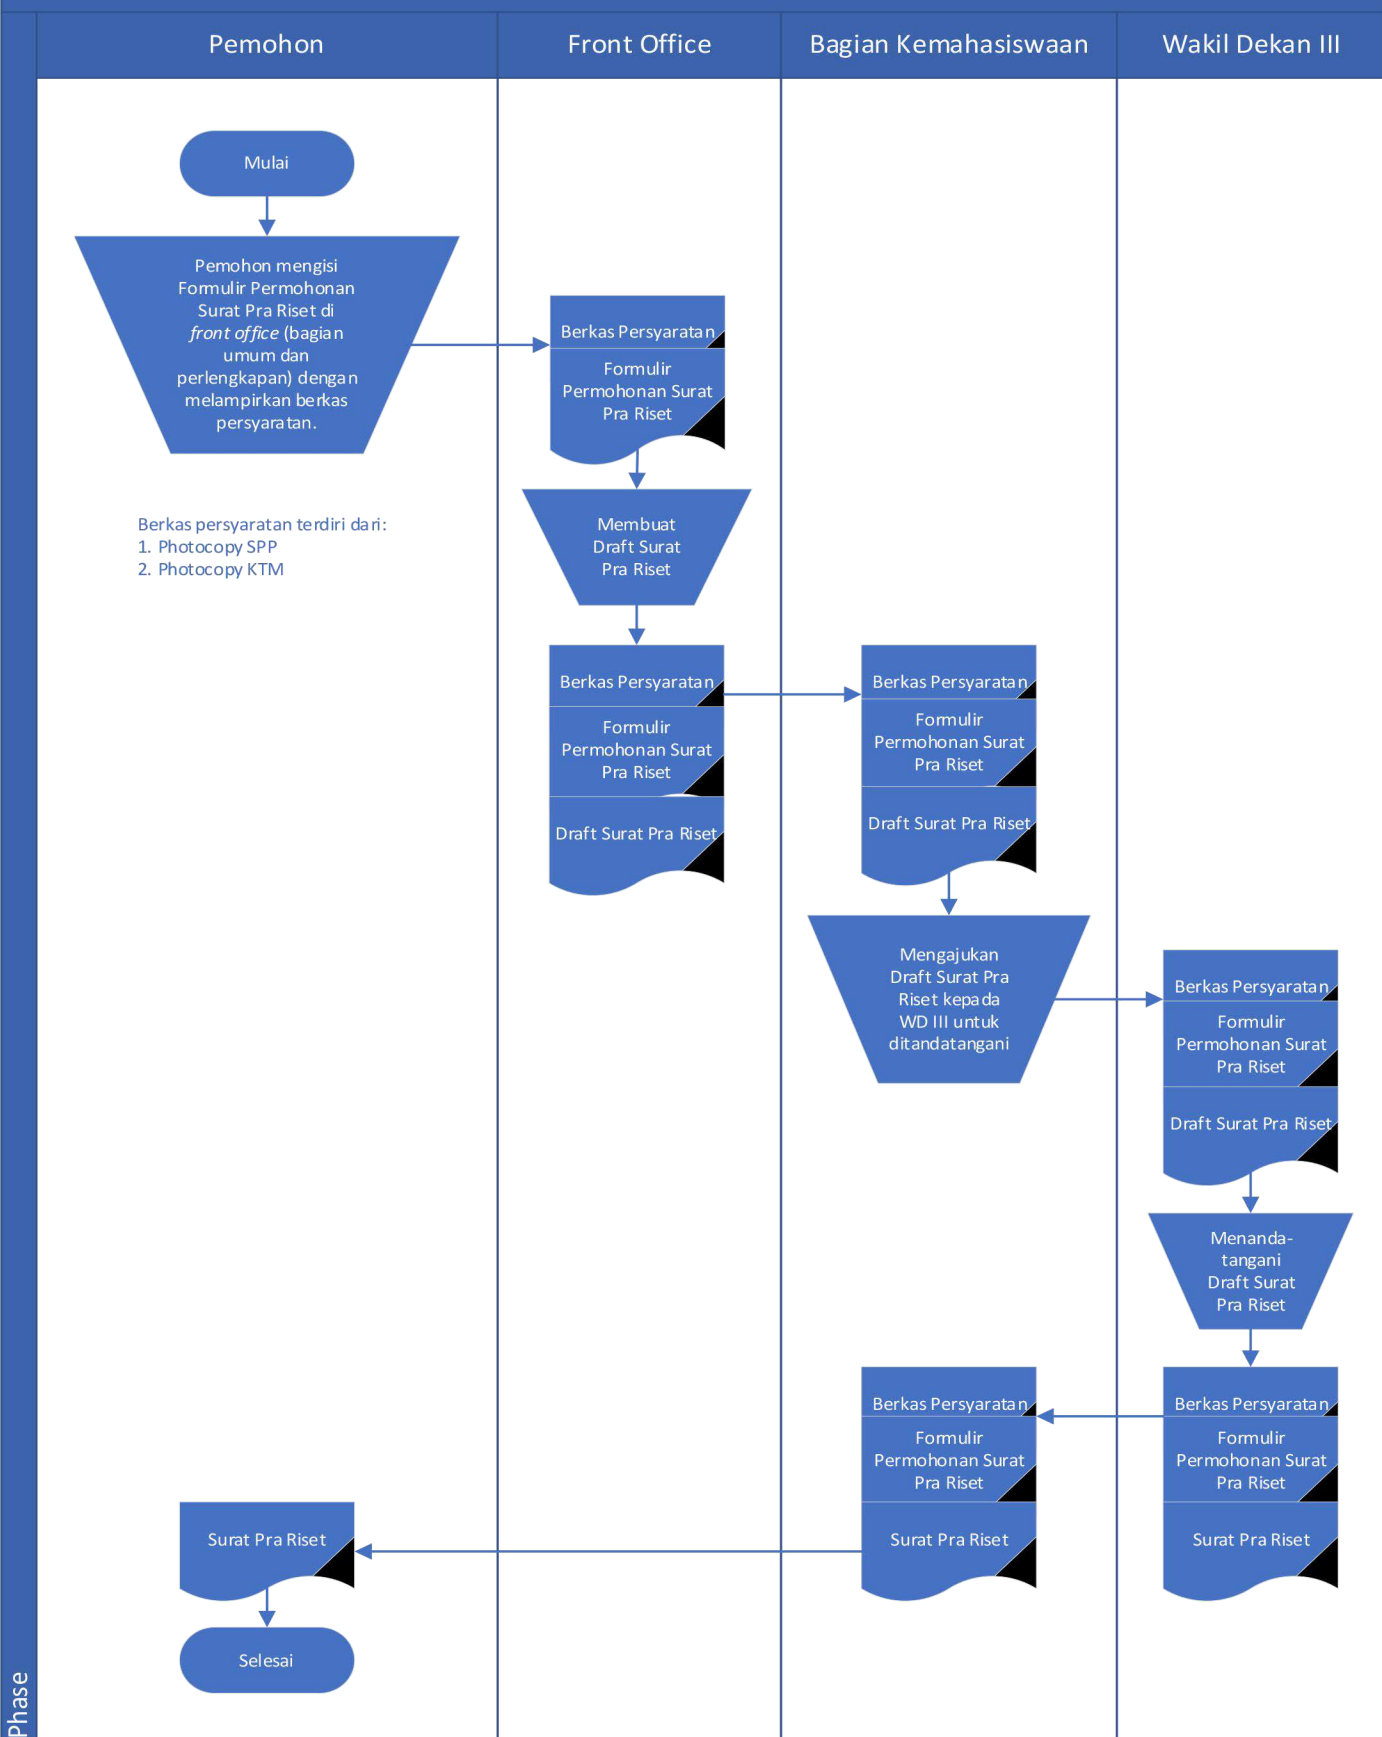 Pemohon
Front Office
Bagian Kemahasiswaan
Wakil Dekan III
Mulai
Pemohon mengisi
Formulir Permohonan
Surat Pra Riset di
front office (bagian
umum dan
perlengkapan) dengan
melampirkan berkas
persyaratan.
Berkas persyaratan terdiri dari:
1. Photocopy SPP
2. Photocopy KTM
Berkas Persyaratan
Formulir
Permohonan Surat
Pra Riset
Membuat
Draft Surat
Pra Riset
Berkas Persyaratan
Formulir
Permohonan Surat
Pra Riset
Draft Surat Pra Riset
Berkas Persyaratan
Formulir
Permohonan Surat
Pra Riset
Draft Surat Pra Riset
Mengajukan
Draft Surat Pra
Riset kepada
WD III untuk
ditandatangani
Berkas Persyaratan
Formulir
Permohonan Surat
Pra Riset
Draft Surat Pra Riset
Menanda-
tangani
Draft Surat
Pra Riset
Berkas Persyaratan
Formulir
Permohonan Surat
Pra Riset
Surat Pra Riset
Berkas Persyaratan
Formulir
Permohonan Surat
Pra Riset
Surat Pra Riset
Surat Pra Riset
Selesai
Phase